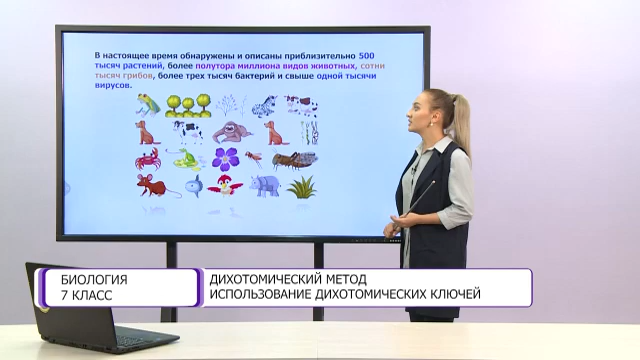 В настоящее время обнаружены и описаны приблизительно 500
тысяч растений, более полутора миллиона видов животных, сотни
тысяч грибов, более трех тысяч бактерий и свыше одной тысячи
вирусов.
БИОЛОГИЯ
7 КЛАСС
ДИХОТОМИЧЕСКИЙ МЕТОД
ИСПОЛЬЗОВАНИЕ ДИХОТОМИЧЕСКИХ КЛЮЧЕЙ